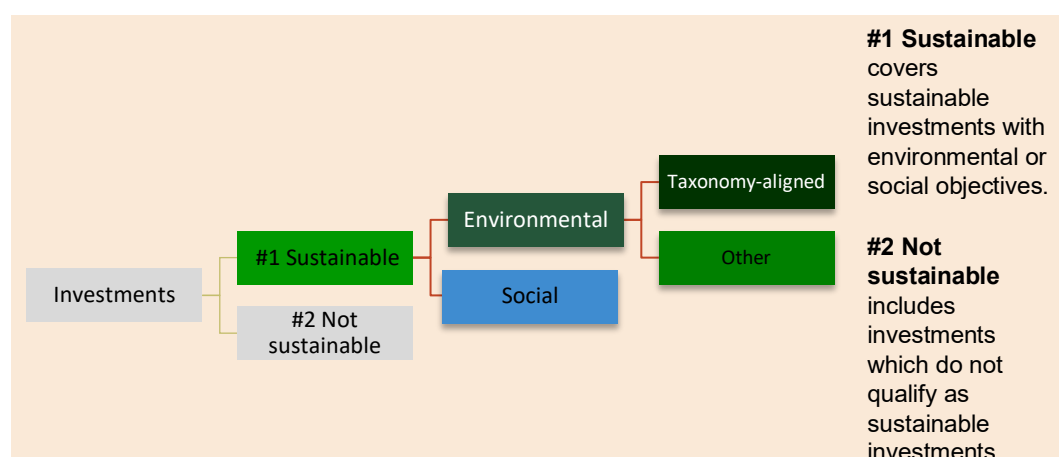 Investments
#1 Sustainable
#2 Not
sustainable
Environmental
Social
Taxonomy-aligned
Other
#1 Sustainable
covers
sustainable
investments with
environmental or
social objectives.
#2 Not
sustainable
includes
investments
which do not
qualify as
sustainable
investments